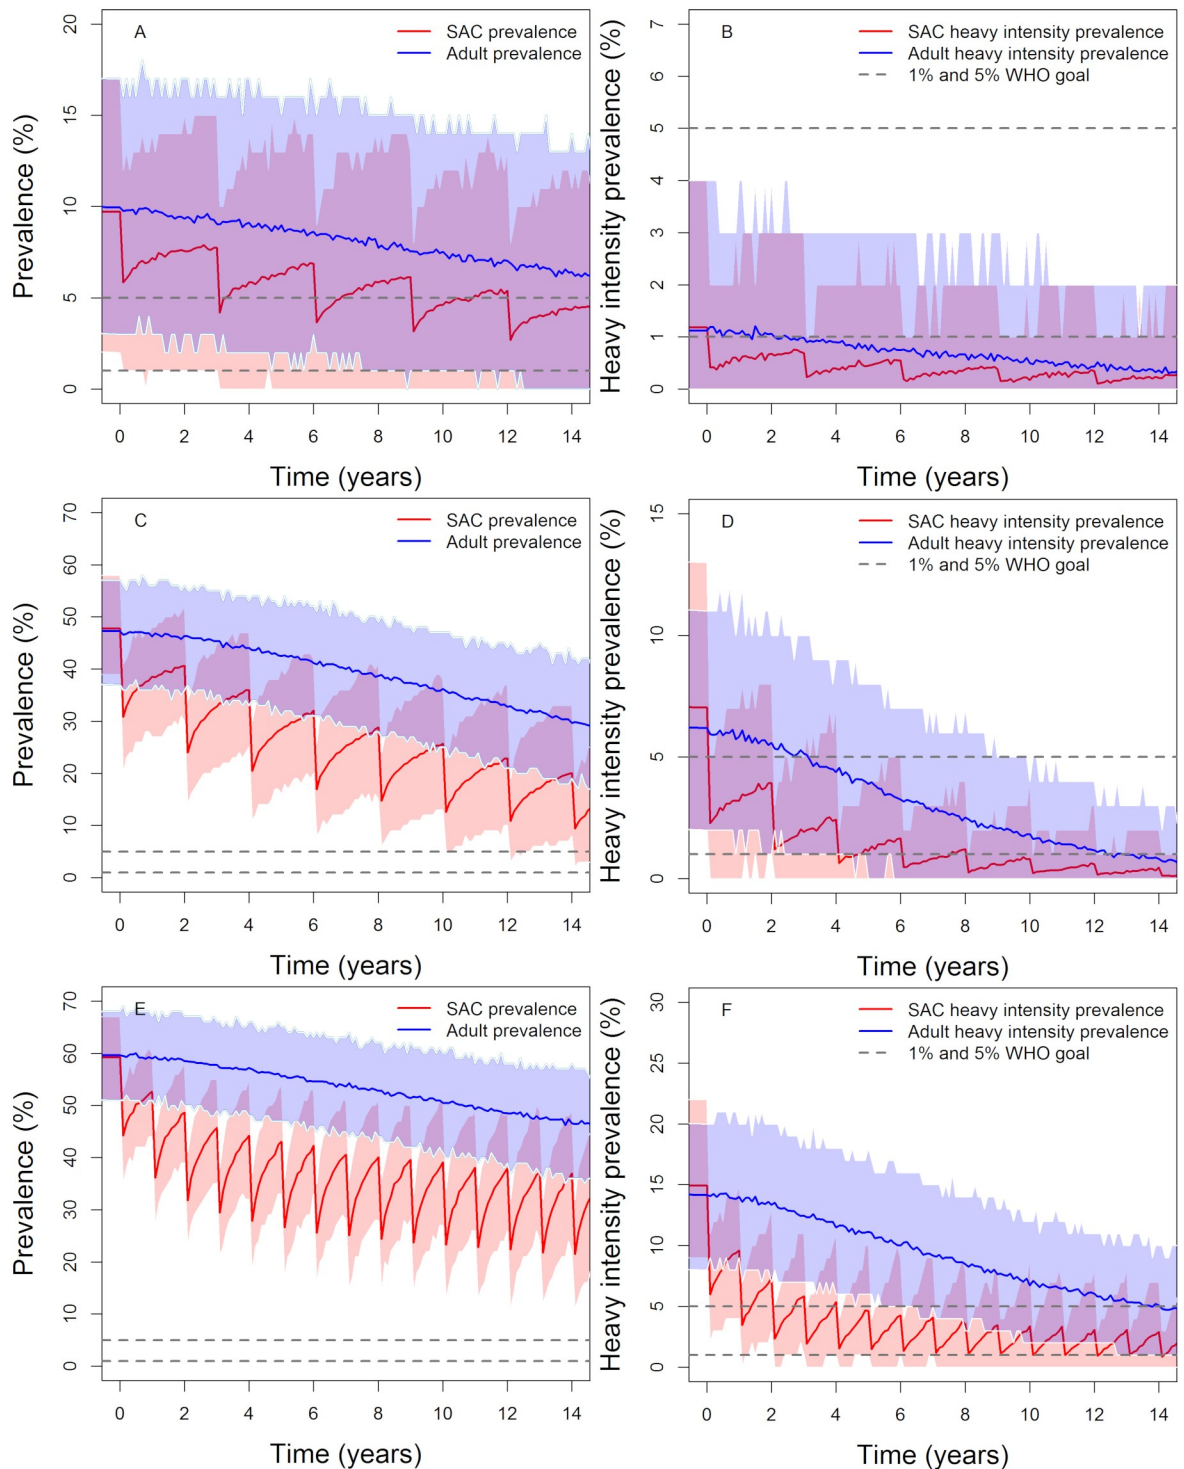 A
SAC prevalence
Adult prevalence
Prevalence (%)
20
15
10
5
0
0 2 4 6 8 10 12 14
Time (years)
B
SAC heavy intensity prevalence
Adult heavy intensity prevalence
1% and 5% WHO goal
Heavy intensity prevalence (%)
7
6
5
4
3
2
1
0
0 2 4 6 8 10 12 14
Time (years)
C
SAC prevalence
Adult prevalence
Prevalence (%)
70
60
50
40
30
20
10
0
0 2 4 6 8 10 12 14
Time (years)
D
SAC heavy intensity prevalence
Adult heavy intensity prevalence
1% and 5% WHO goal
Heavy intensity prevalence (%)
15
10
5
0
0 2 4 6 8 10 12 14
Time (years)
E
SAC prevalence
Adult prevalence
Prevalence (%)
70
60
50
40
30
20
10
0
0 2 4 6 8 10 12 14
Time (years)
F
SAC heavy intensity prevalence
Adult heavy intensity prevalence
1% and 5% WHO goal
Heavy intensity prevalence (%)
30
25
20
15
10
5
0
0 2 4 6 8 10 12 14
Time (years)